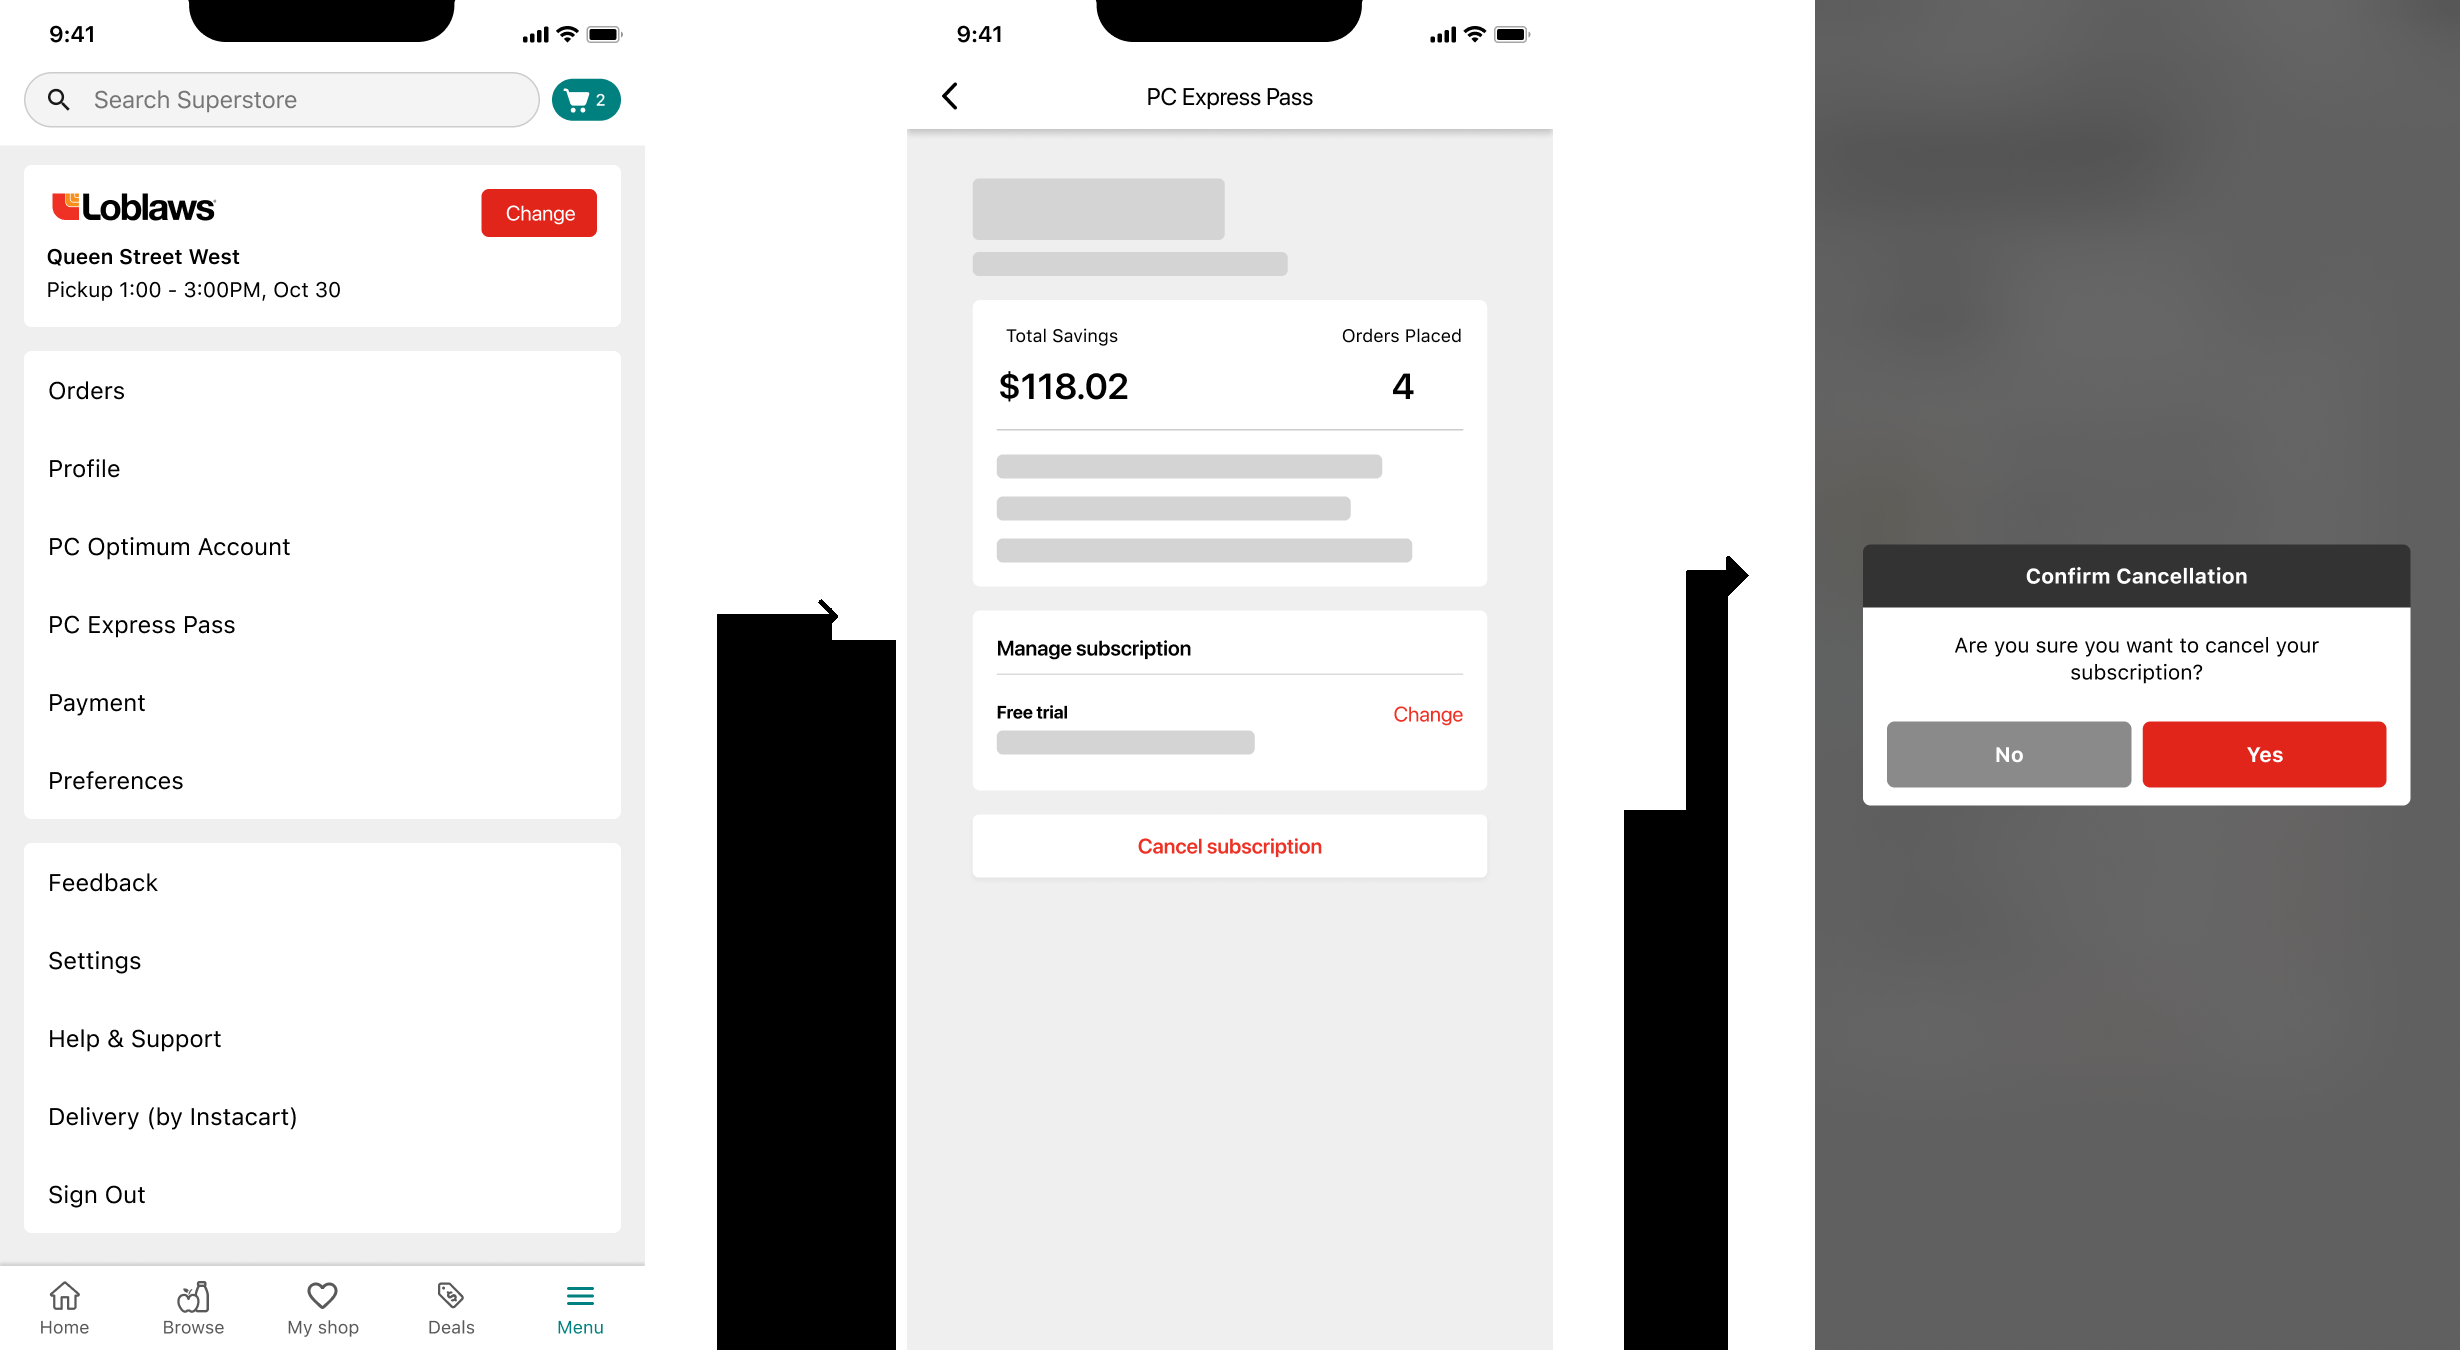 9:41
Search Superstore
2
Loblaws
Change
Queen Street West
Pickup 1:00 - 3:00PM, Oct 30
Orders
Profile
PC Optimum Account
PC Express Pass
Payment
Preferences
Feedback
Settings
Help & Support
Delivery (by Instacart)
Sign Out
Home
Browse
My shop
Deals
Menu
9:41
PC Express Pass
Total Savings
Orders Placed
$118.02
4
Manage subscription
Free trial
Change
Cancel subscription
Confirm Cancellation
Are you sure you want to cancel your
subscription?
No
Yes